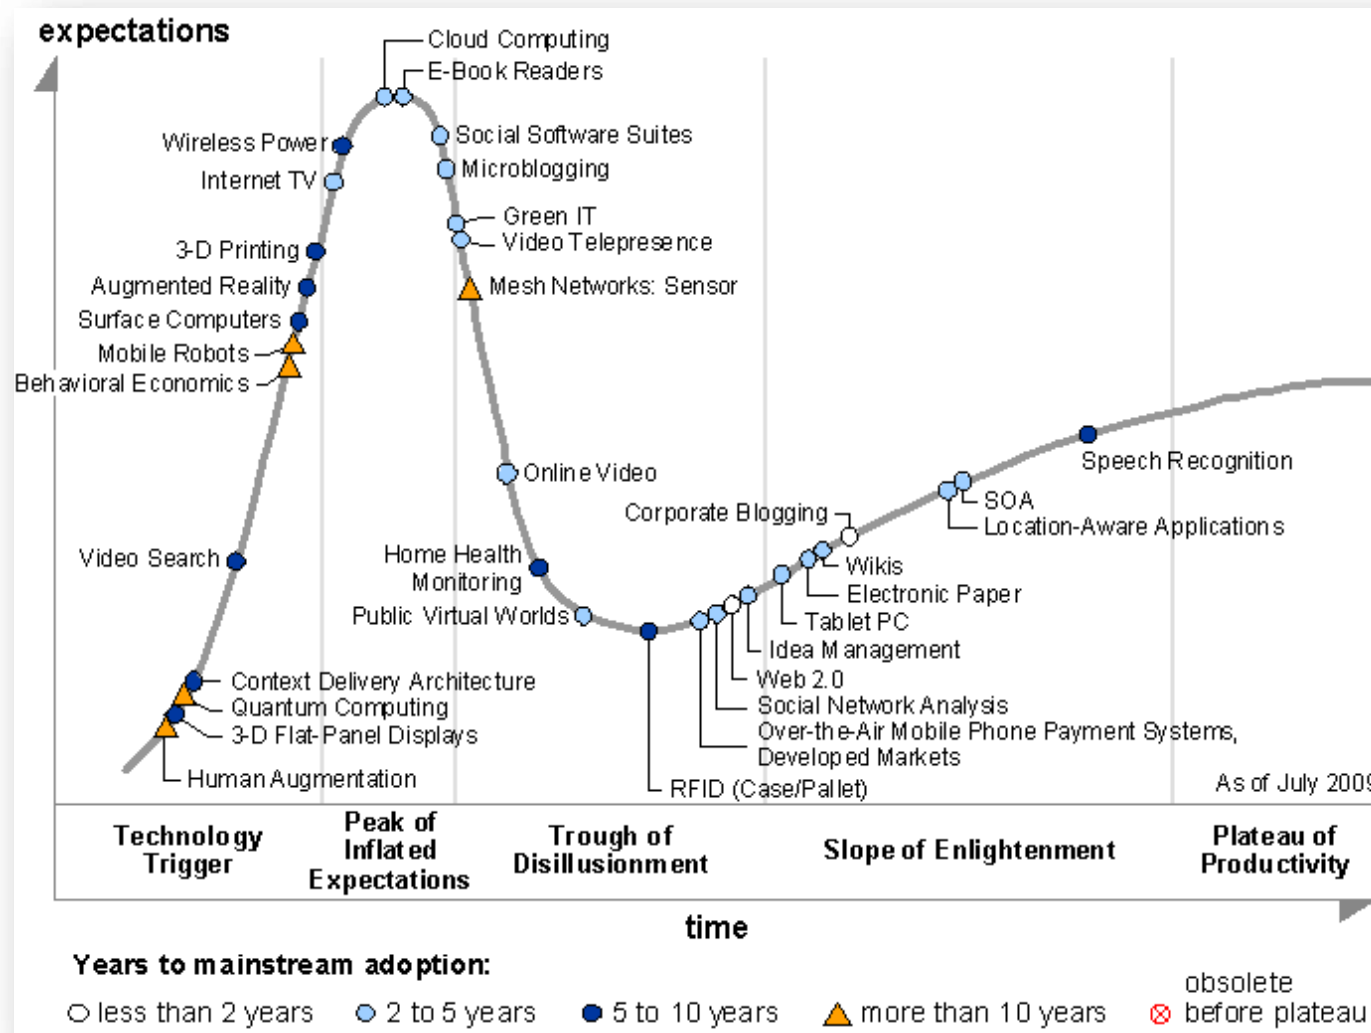 expectations
Cloud Computing
E-Book Readers
Wireless Power
Social Software Suites
Internet TV
Microblogging
Green IT
Video Telepresence
3-D Printing
Augmented Reality
Mesh Networks: Sensor
Surface Computers
Mobile Robots
Behavioral Economics
Online Video
Speech Recognition
Corporate Blogging
SOA
Location-Aware Applications
Video Search
Home Health
Monitoring
Wikis
Electronic Paper
Public Virtual Worlds
Tablet PC
Idea Management
Web 2.0
Context Delivery Architecture
Quantum Computing
Social Network Analysis
3-D Flat-Panel Displays
Over-the-Air Mobile Phone Payment Systems,
Developed Markets
Human Augmentation
RFID (Case/Pallet)
As of July 2009
Technology
Trigger
Peak of
Inflated
Expectations
Trough of
Disillusionment
Slope of Enlightenment
Plateau of
Productivity
time
Years to mainstream adoption:
less than 2 years
2 to 5 years
5 to 10 years
more than 10 years
obsolete
before plateau